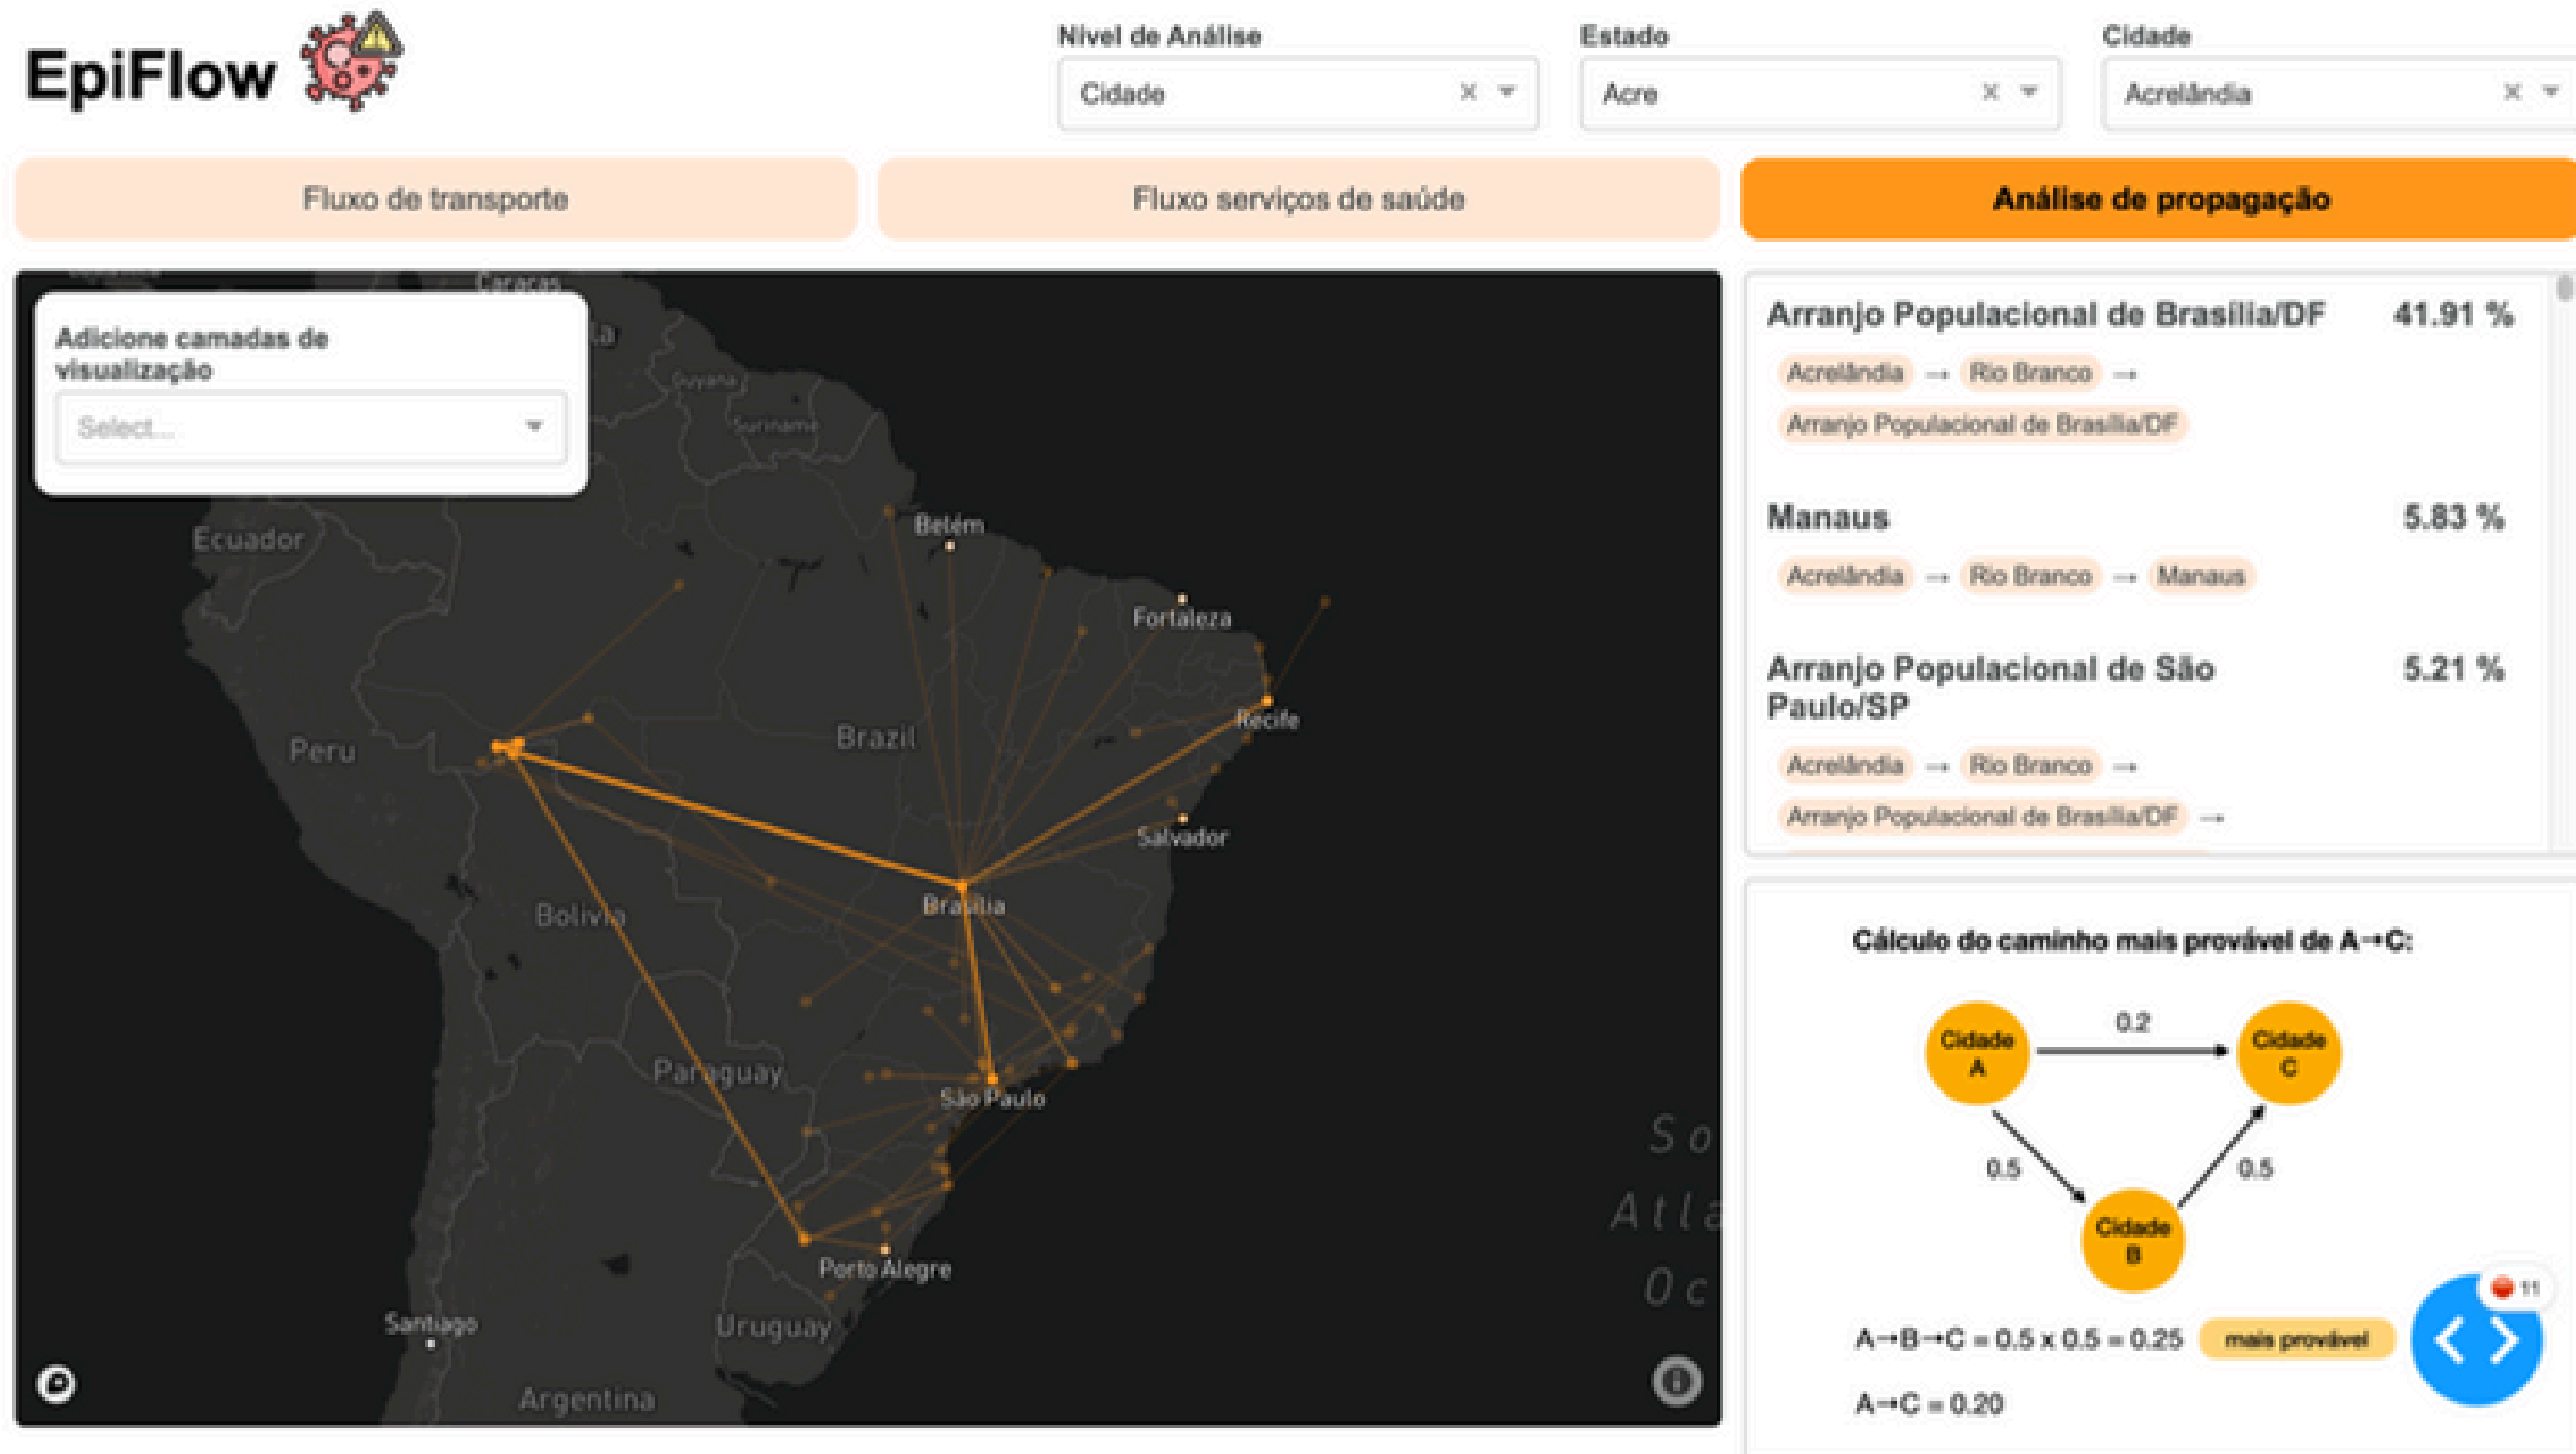 EpiFlow
Nivel de Análise
Cidade
Estado
Acre
Cidade
Acrelândia
Fluxo de transporte
Fluxo serviços de saúde
Análise de propagação
Adicione camadas de
visualização
Select...
Caracas
Guyana
Suriname
Ecuador
Belém
Fortaleza
Recife
Peru
Brazil
Salvador
Brasília
Bolivia
Paraguay
São Paulo
Porto Alegre
Santiago
Uruguay
Argentina
So
Atla
Oc
Arranjo Populacional de Brasília/DF
41.91 %
Acrelândia → Rio Branco →
Arranjo Populacional de Brasília/DF
Manaus
5.83 %
Acrelândia → Rio Branco → Manaus
Arranjo Populacional de São
Paulo/SP
5.21 %
Acrelândia → Rio Branco →
Arranjo Populacional de Brasília/DF →
Cálculo do caminho mais provável de A→C:
Cidade
A
0.2
Cidade
C
0.5
0.5
Cidade
B
11
A→B→C = 0.5 x 0.5 = 0.25
mais provável
A→C = 0.20